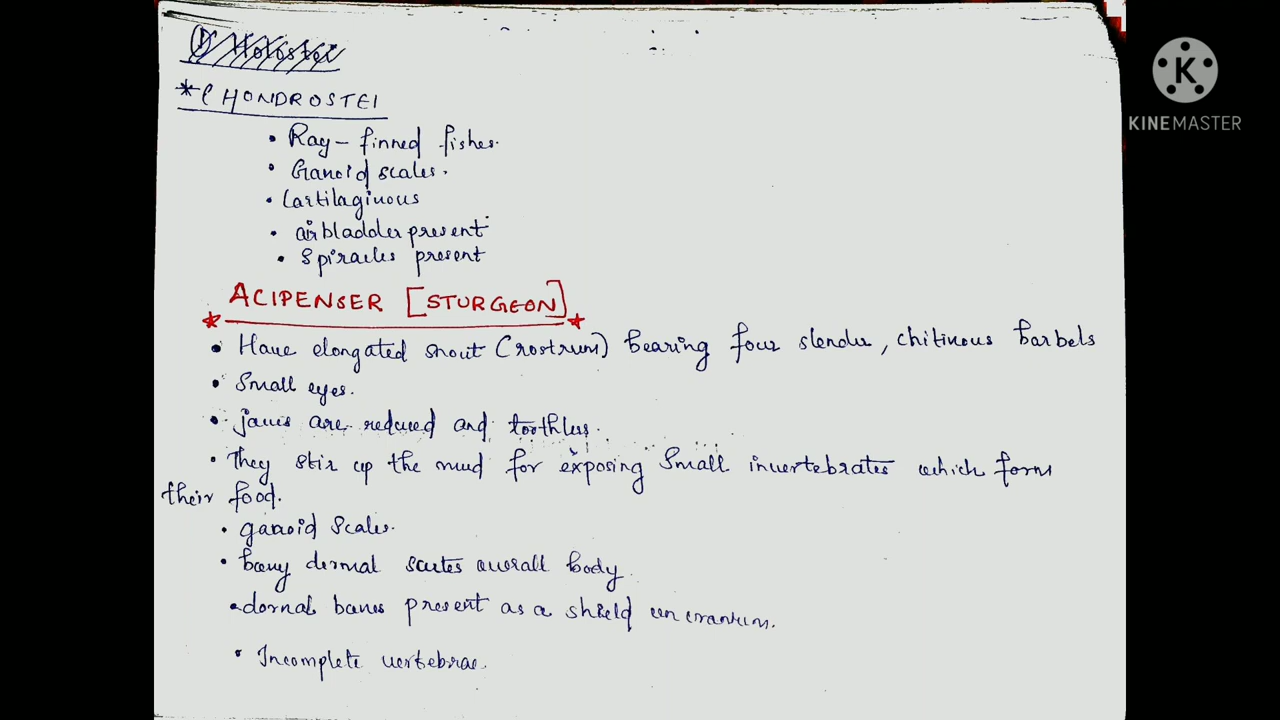 1) Holostei
* CHONDROSTEI
• Ray - finned fishes.
• Ganoid scales.
• Cartilaginous
• air bladder present
• Spiracles present
ACIPENSER [STURGEON]
• Have elongated snout (rostrum) bearing four slender, chitinous barbels
• Small eyes.
• jaws are reduced and toothless.
• They stir up the mud for exposing small invertebrates which form
their food.
• ganoid scales.
• bony dermal scutes overall body.
• dermal bones present as a shield on cranium.
• Incomplete vertebrae.
K
KINEMASTER